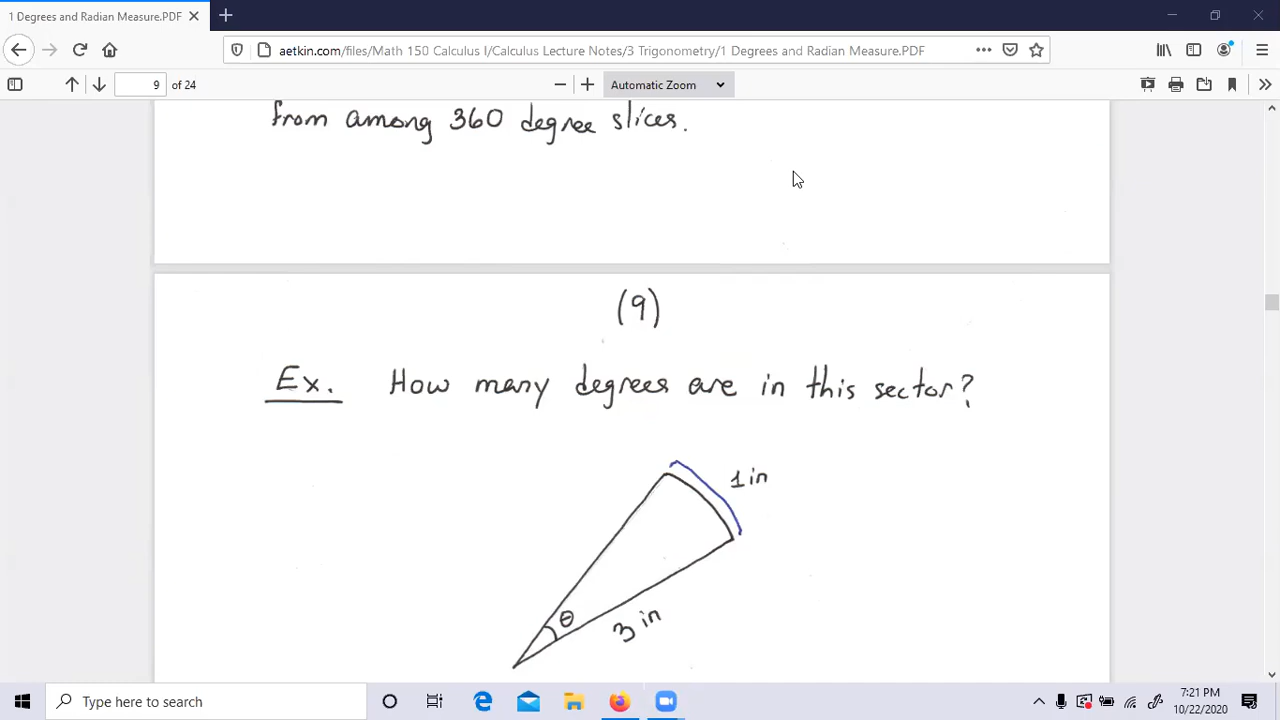 1 Degrees and Radian Measure.PDF
aetkin.com/files/Math 150 Calculus I/Calculus Lecture Notes/3 Trigonometry/1 Degrees and Radian Measure.PDF
9 of 24
Automatic Zoom
from among 360 degree slices.
(9)
Ex. How many degrees are in this sector?
1 in
θ
3 in
Type here to search
7:21 PM
10/22/2020